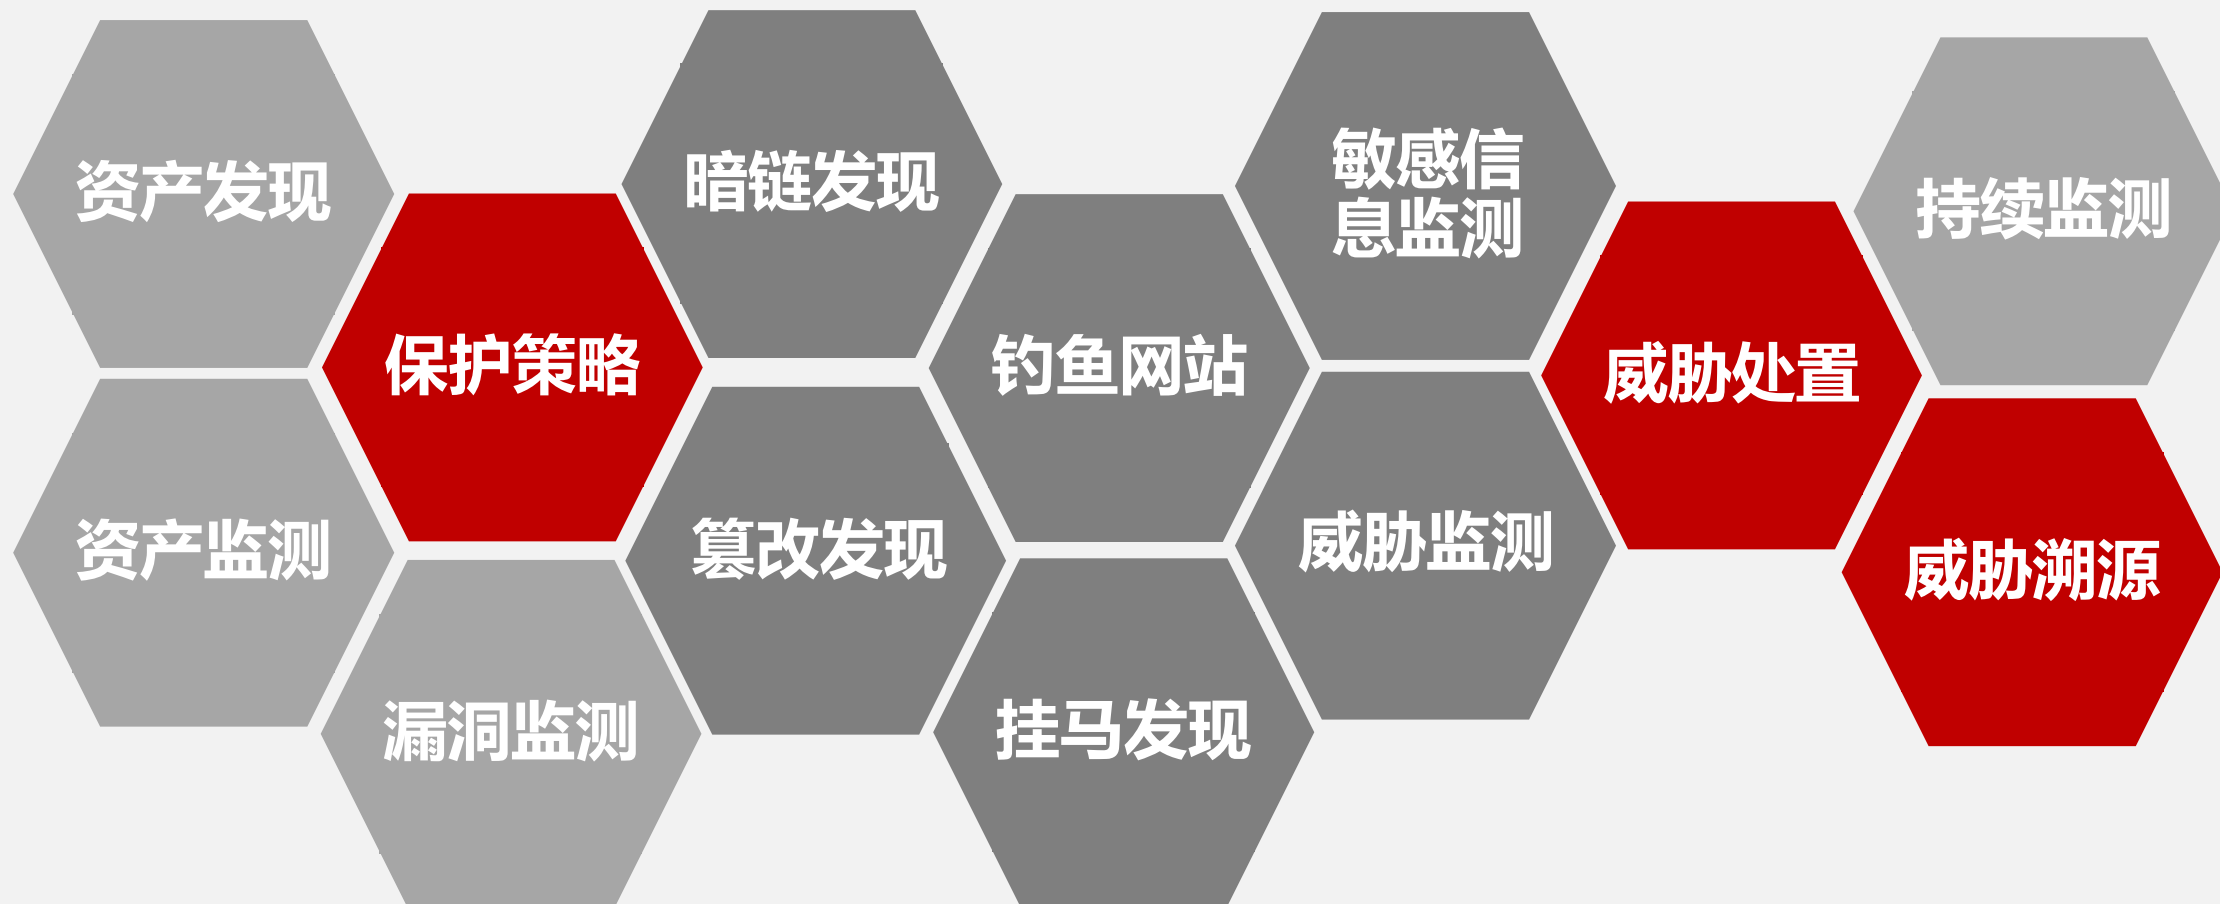 资产发现
保护策略
资产监测
漏洞监测
暗链发现
篡改发现
钓鱼网站
挂马发现
敏感信
息监测
威胁监测
威胁处置
持续监测
威胁溯源